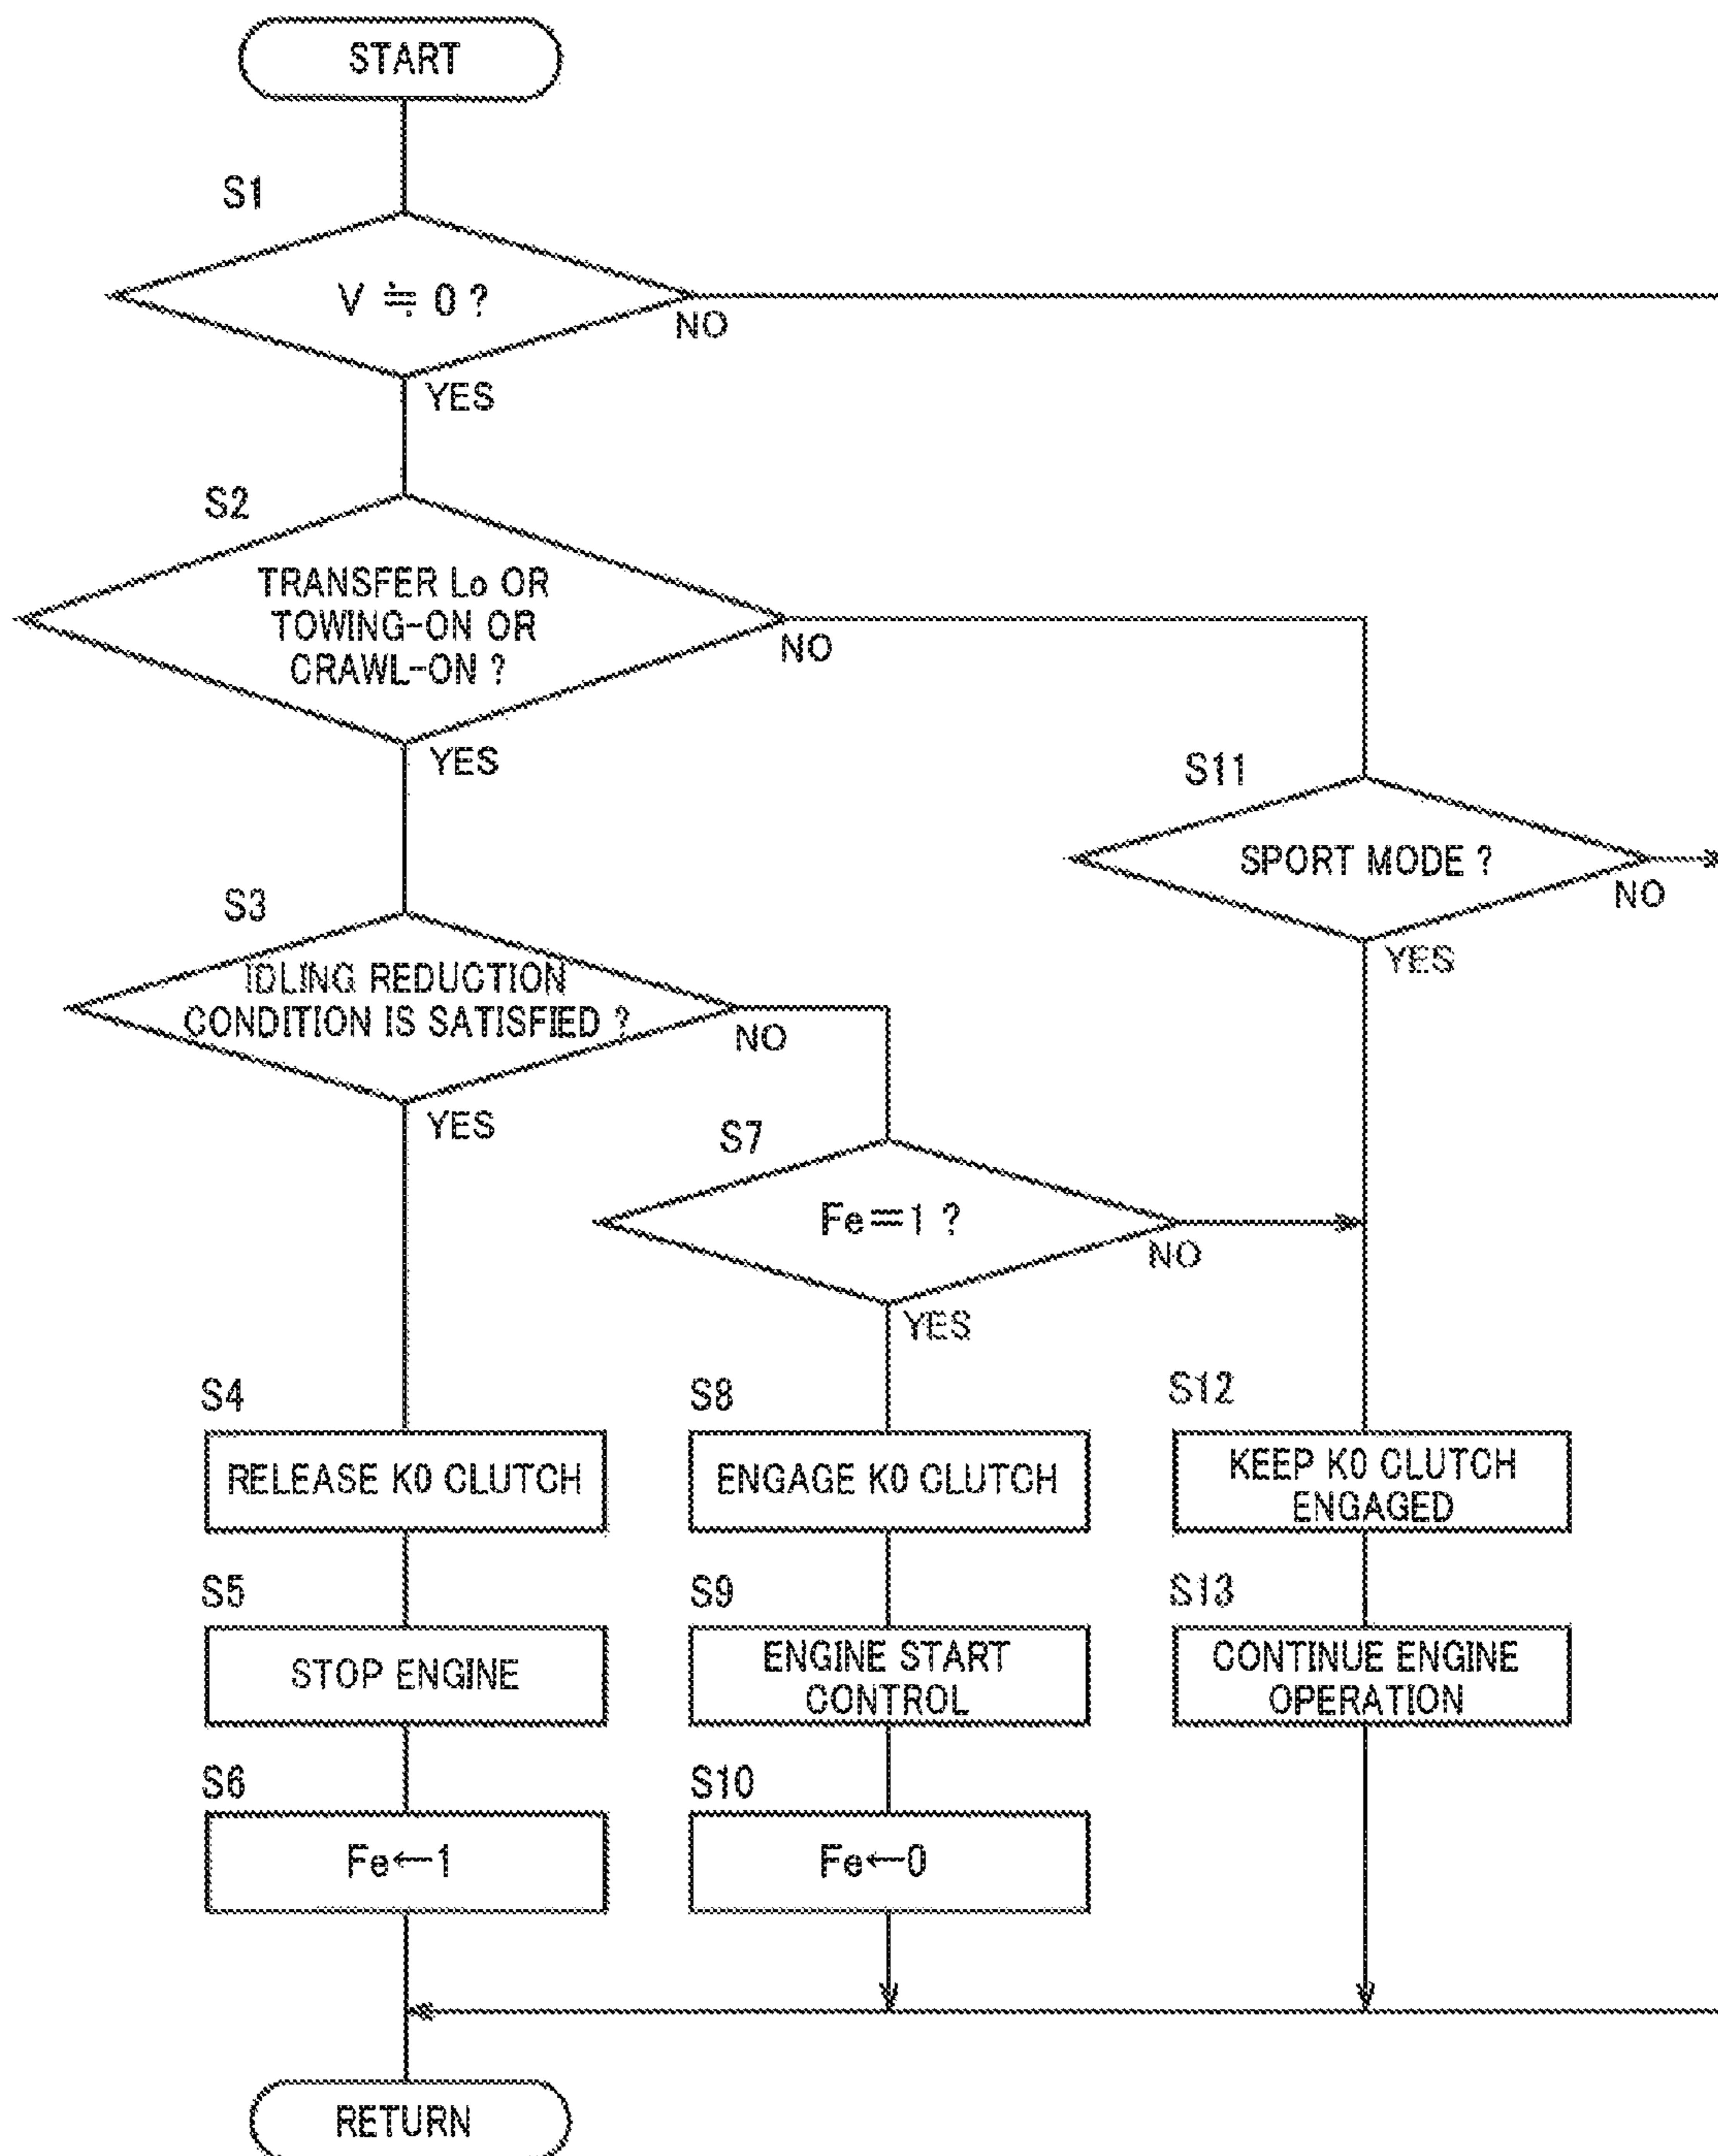 START
S1
V ≒ 0 ?
NO
YES
S2
TRANSFER Lo OR
TOWING-ON OR
CRAWL-ON ?
NO
YES
S11
SPORT MODE ?
NO
YES
S3
IDLING REDUCTION
CONDITION IS SATISFIED ?
NO
YES
S7
Fe=1 ?
NO
YES
S4
RELEASE K0 CLUTCH
S8
ENGAGE K0 CLUTCH
S12
KEEP K0 CLUTCH
ENGAGED
S5
STOP ENGINE
S9
ENGINE START
CONTROL
S13
CONTINUE ENGINE
OPERATION
S6
Fe←1
S10
Fe←0
RETURN